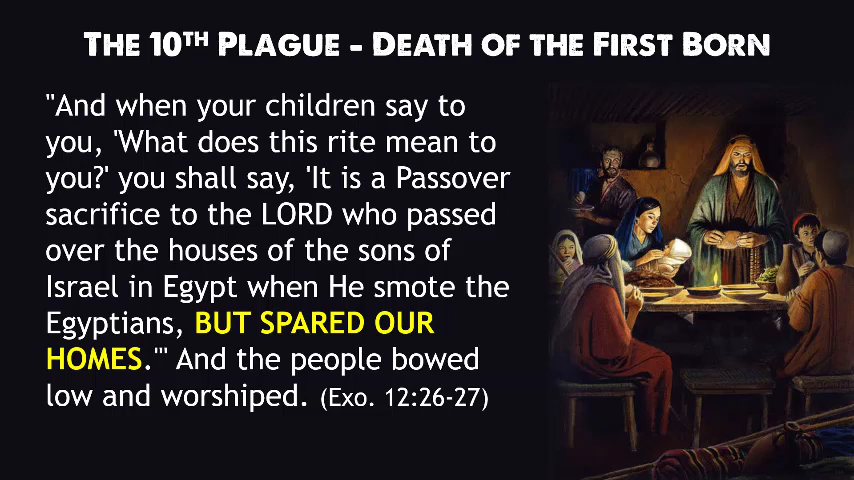 THE 10TH PLAGUE - DEATH OF THE FIRST BORN
"And when your children say to
you, 'What does this rite mean to
you?' you shall say, 'It is a Passover
sacrifice to the LORD who passed
over the houses of the sons of
Israel in Egypt when He smote the
Egyptians, BUT SPARED OUR
HOMES.'" And the people bowed
low and worshiped. (Exo. 12:26-27)